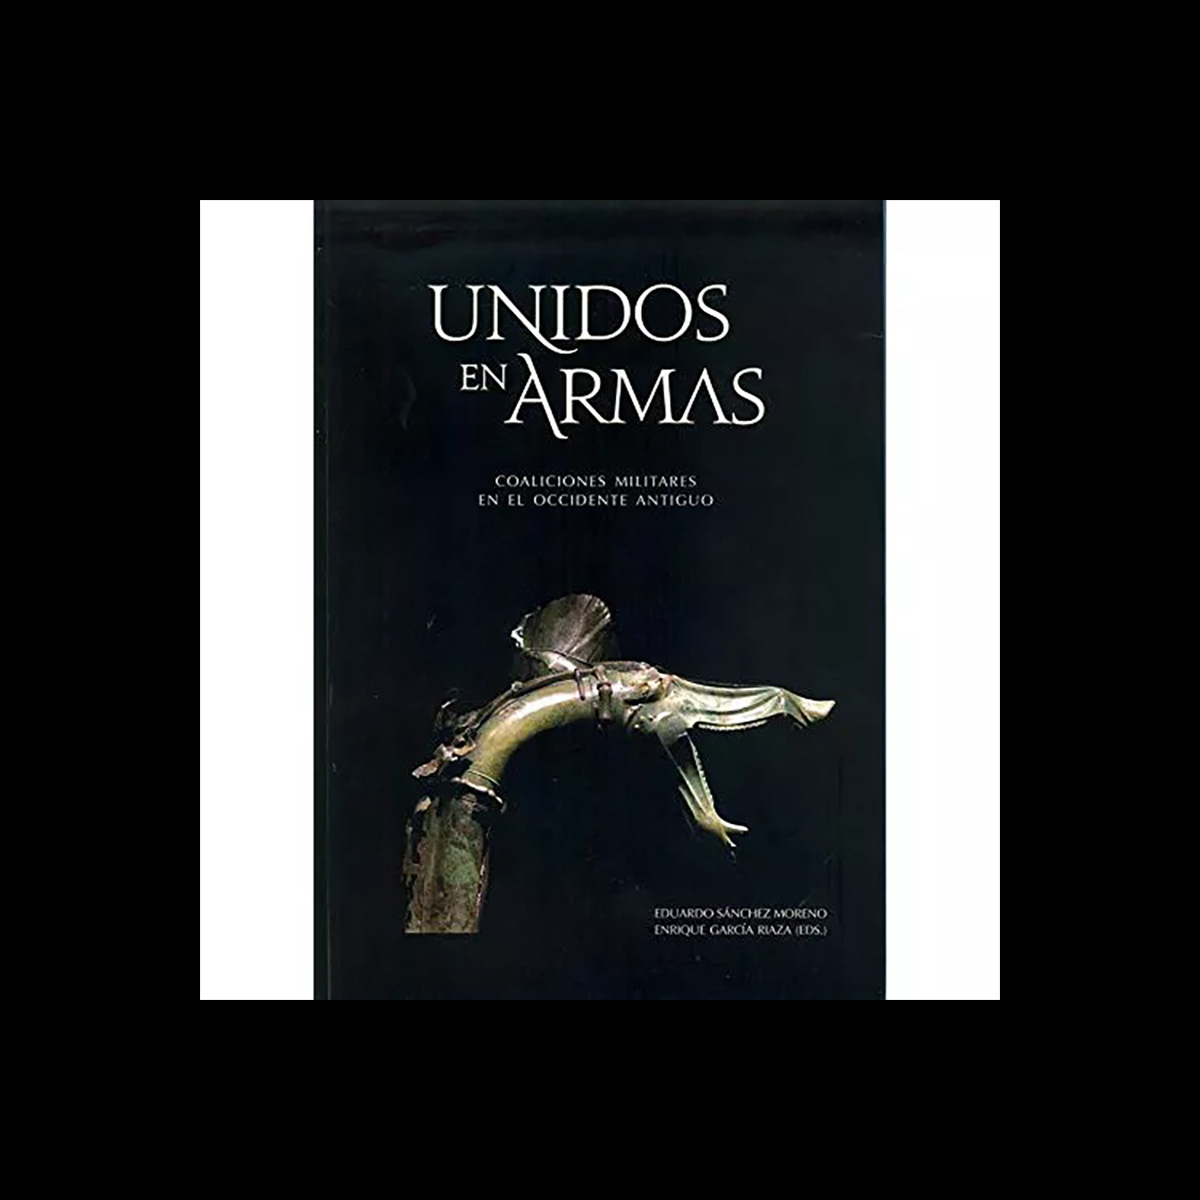 UNIDOS
EN ARMAS
COALICIONES MILITARES
EN EL OCCIDENTE ANTIGUO
EDUARDO SÁNCHEZ MORENO
ENRIQUE GARCÍA RIAZA (EDS.)